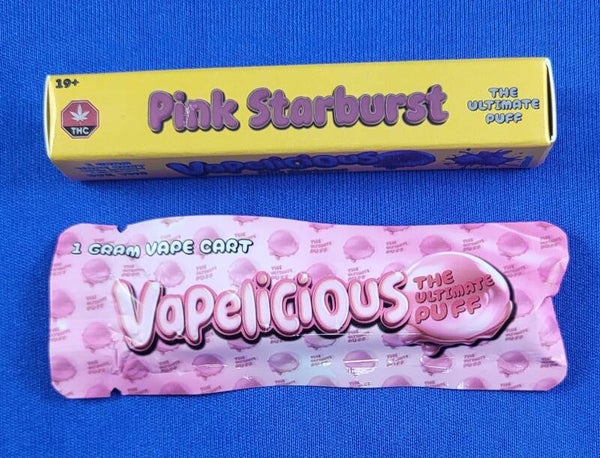 19+
THC
Pink Starburst
THE
ULTIMATE
PUFF
Vapelicious
1 GRAM VAPE CART
Vapelicious
THE
ULTIMATE
PUFF